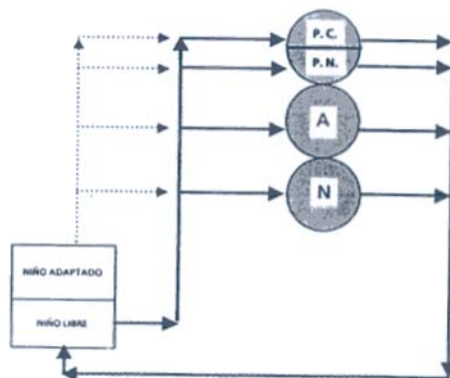 P.C.
P.N.
A
N
NIÑO ADAPTADO
NIÑO LIBRE